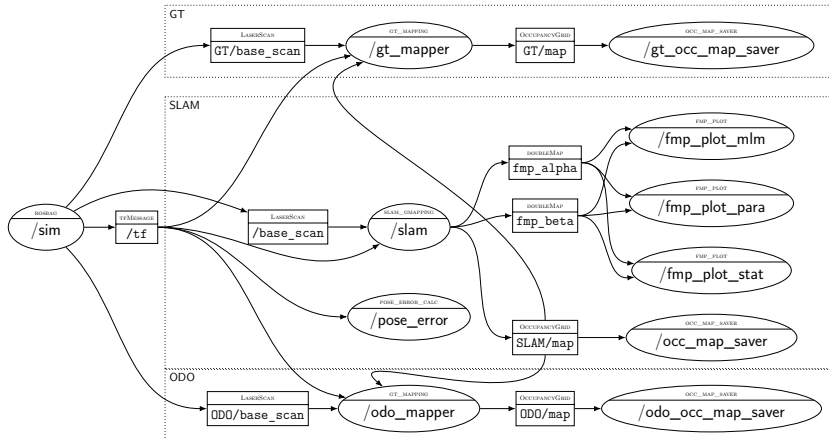 GT
LaserScan
GT/base_scan
GT_MAPPING
/gt_mapper
OccupancyGrid
GT/map
OCC_MAP_SAVER
/gt_occ_map_saver
SLAM
ROSBAG
/sim
tfMessage
/tf
LaserScan
/base_scan
SLAM_GMAPPING
/slam
doubleMap
fmp_alpha
doubleMap
fmp_beta
FMP_PLOT
/fmp_plot_mlm
FMP_PLOT
/fmp_plot_para
FMP_PLOT
/fmp_plot_stat
POSE_ERROR_CALC
/pose_error
OccupancyGrid
SLAM/map
OCC_MAP_SAVER
/occ_map_saver
ODO
LaserScan
ODO/base_scan
GT_MAPPING
/odo_mapper
OccupancyGrid
ODO/map
OCC_MAP_SAVER
/odo_occ_map_saver